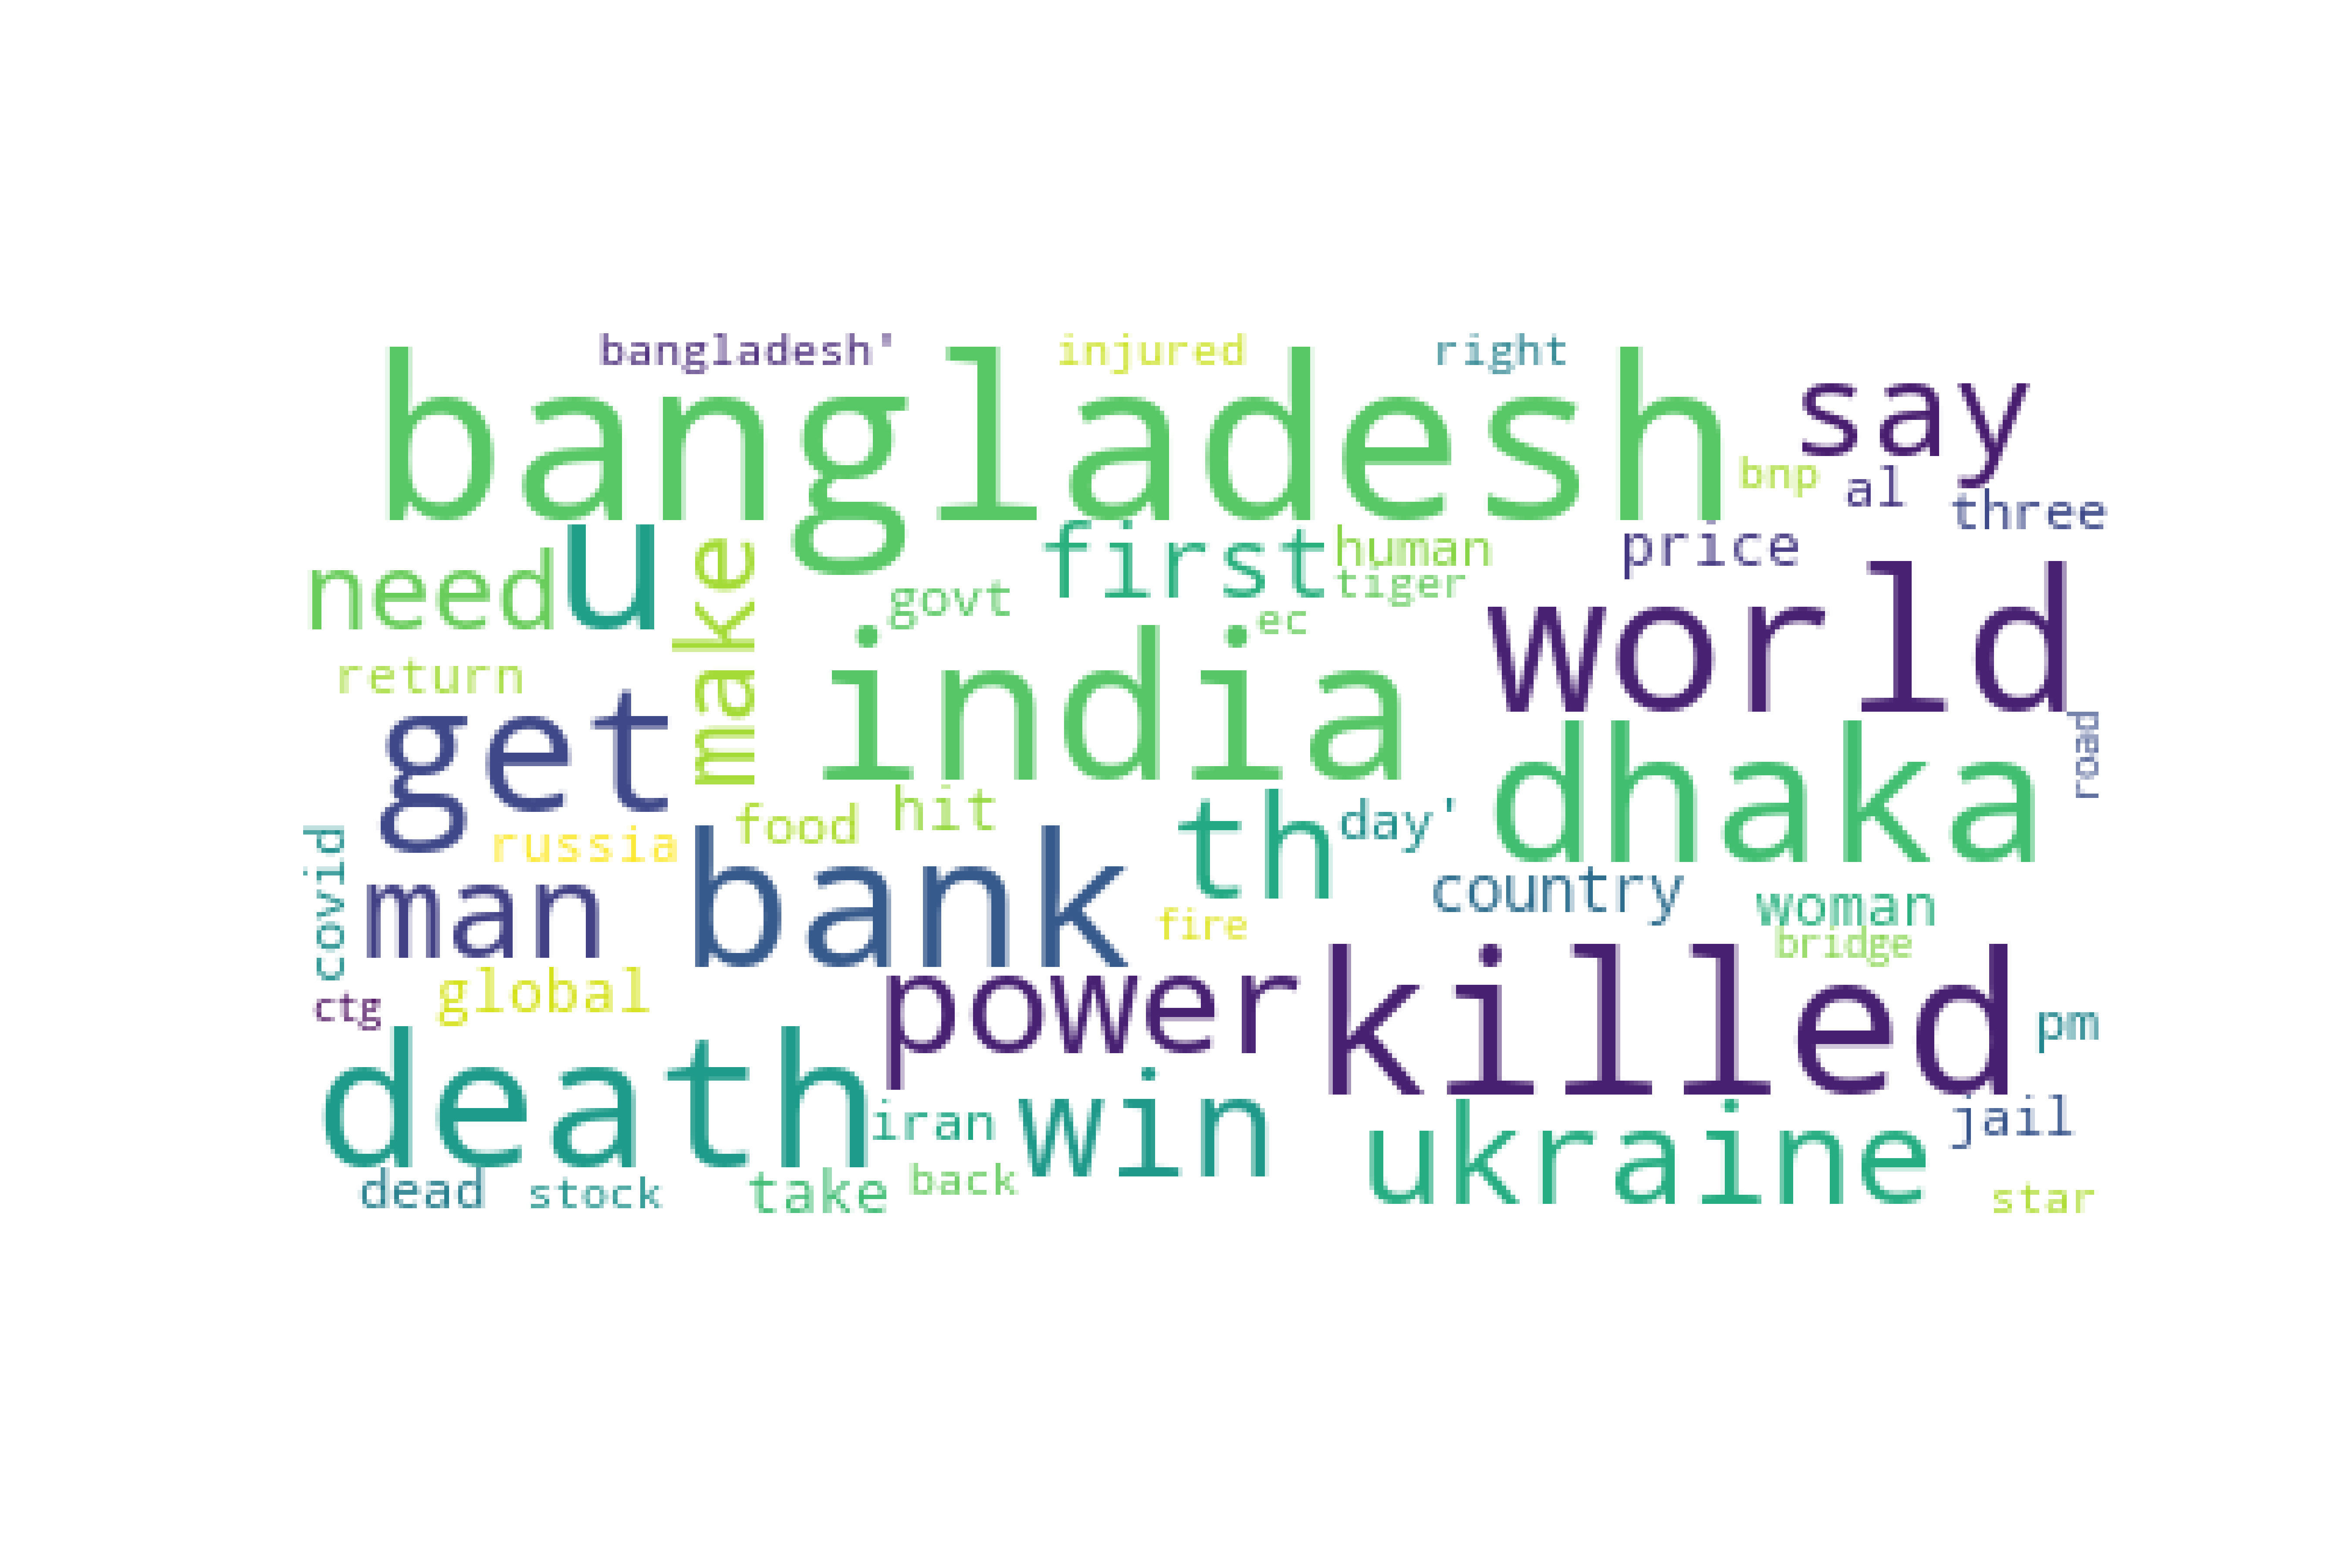 bangladesh' injured right
bangladesh say
bnp al three
need u make first human price
govt tiger ec
return india world
get dhaka road
food hit th day'
covid russia man bank fire country woman
bridge
ctg global power killed pm
death iran win ukraine jail
dead stock take back star